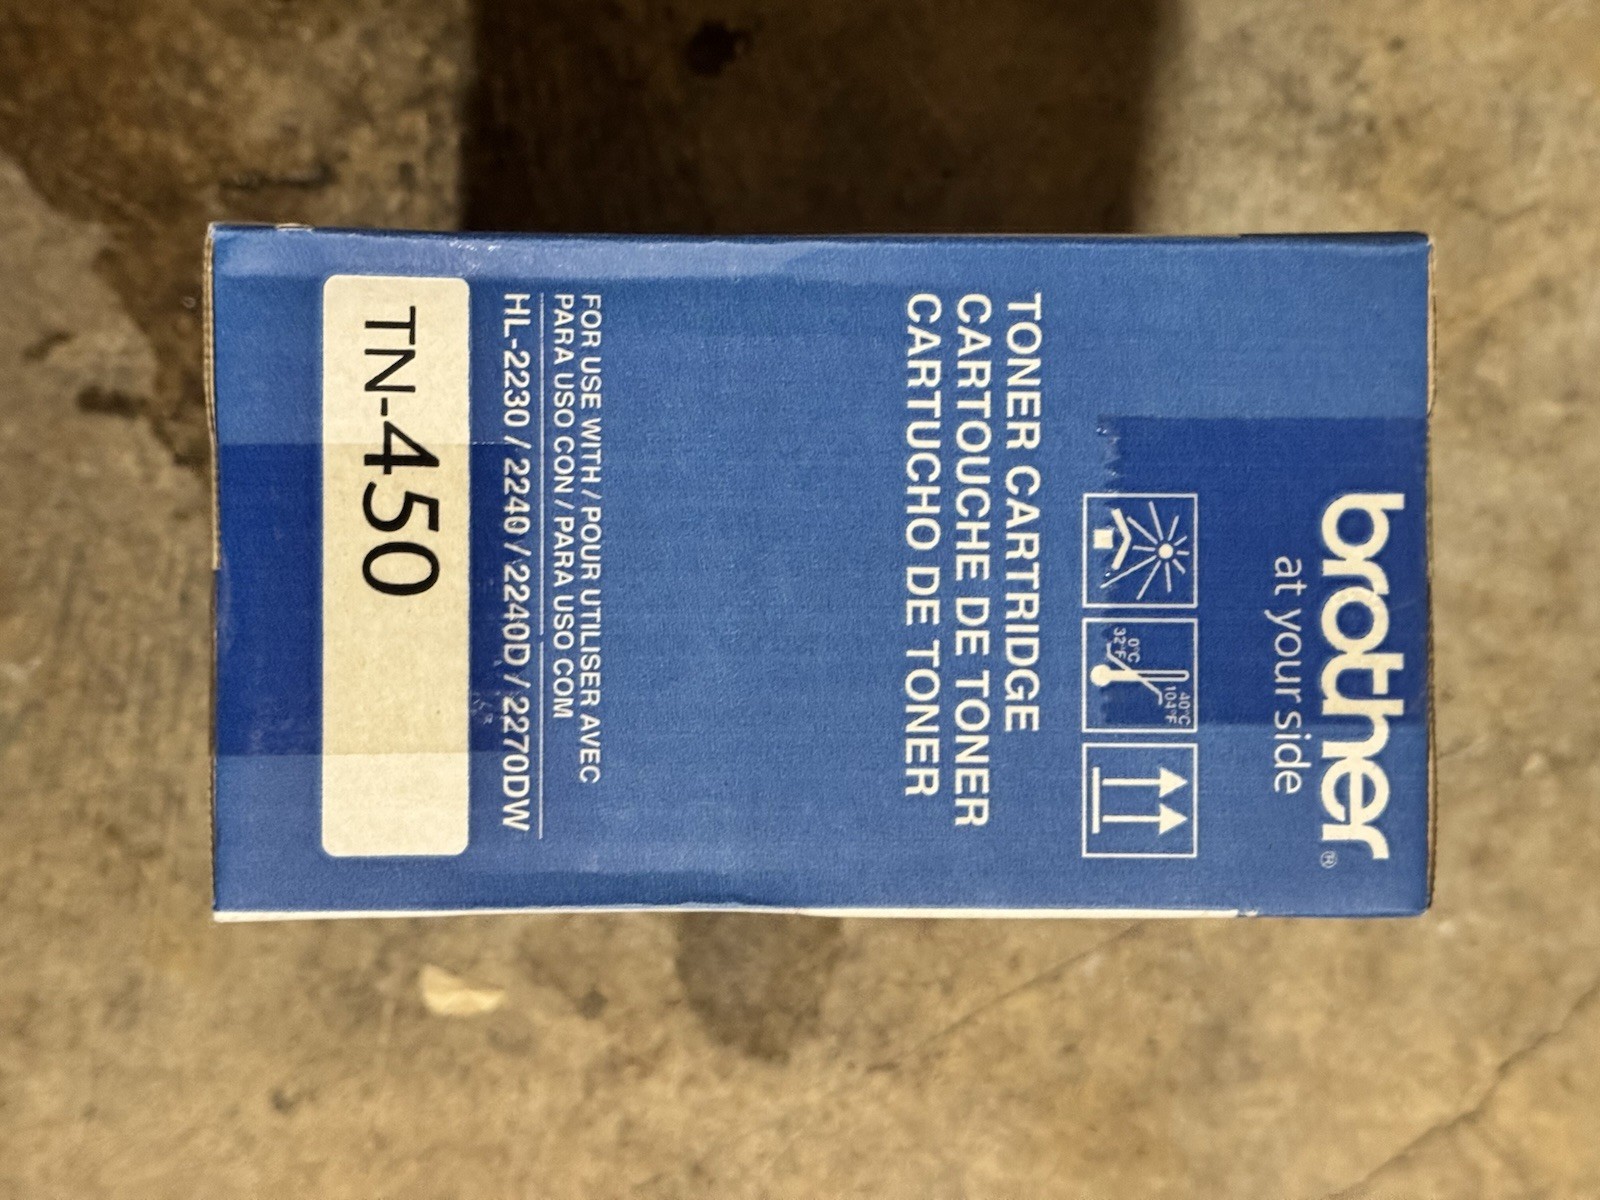 brother®
at your side
0°C
32°F
40°C
104°F
TONER CARTRIDGE
CARTOUCHE DE TONER
CARTUCHO DE TONER
FOR USE WITH / POUR UTILISER AVEC
PARA USO CON / PARA USO COM
HL-2230 / 2240 / 2240D / 2270DW
TN-450